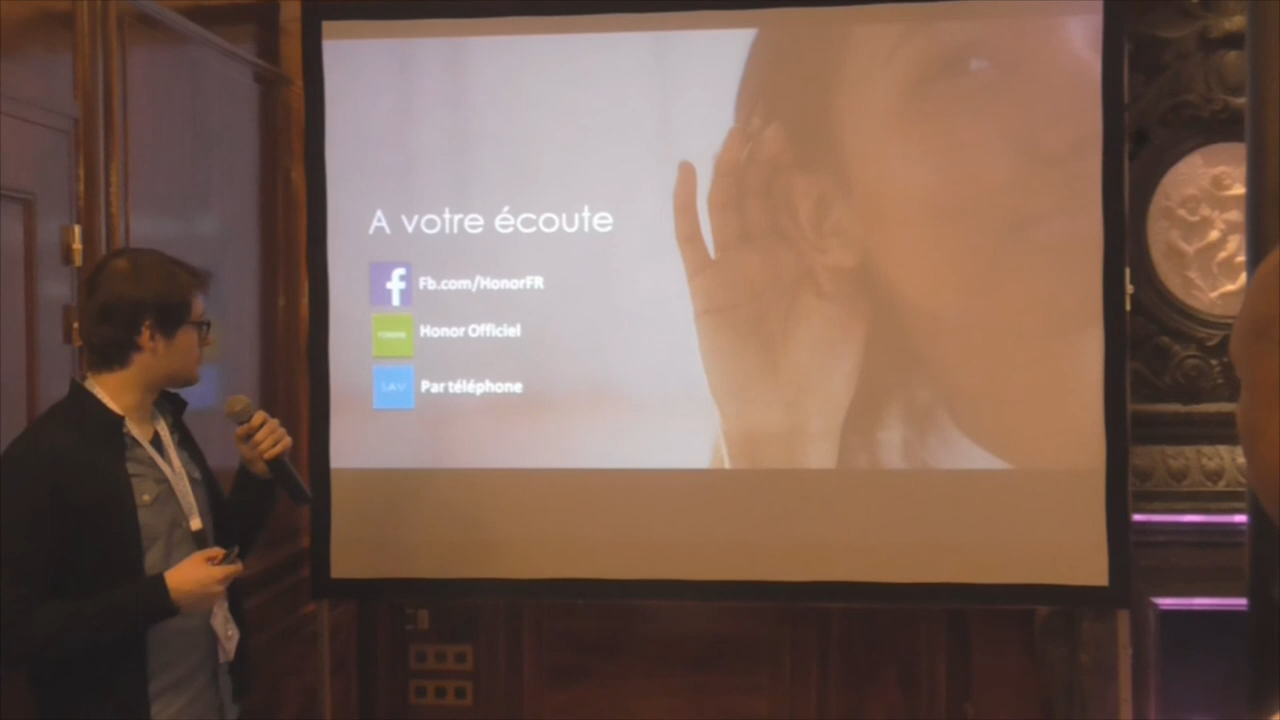 A votre écoute
f Fb.com/HonorFR
Honor Officiel
SAV Par téléphone